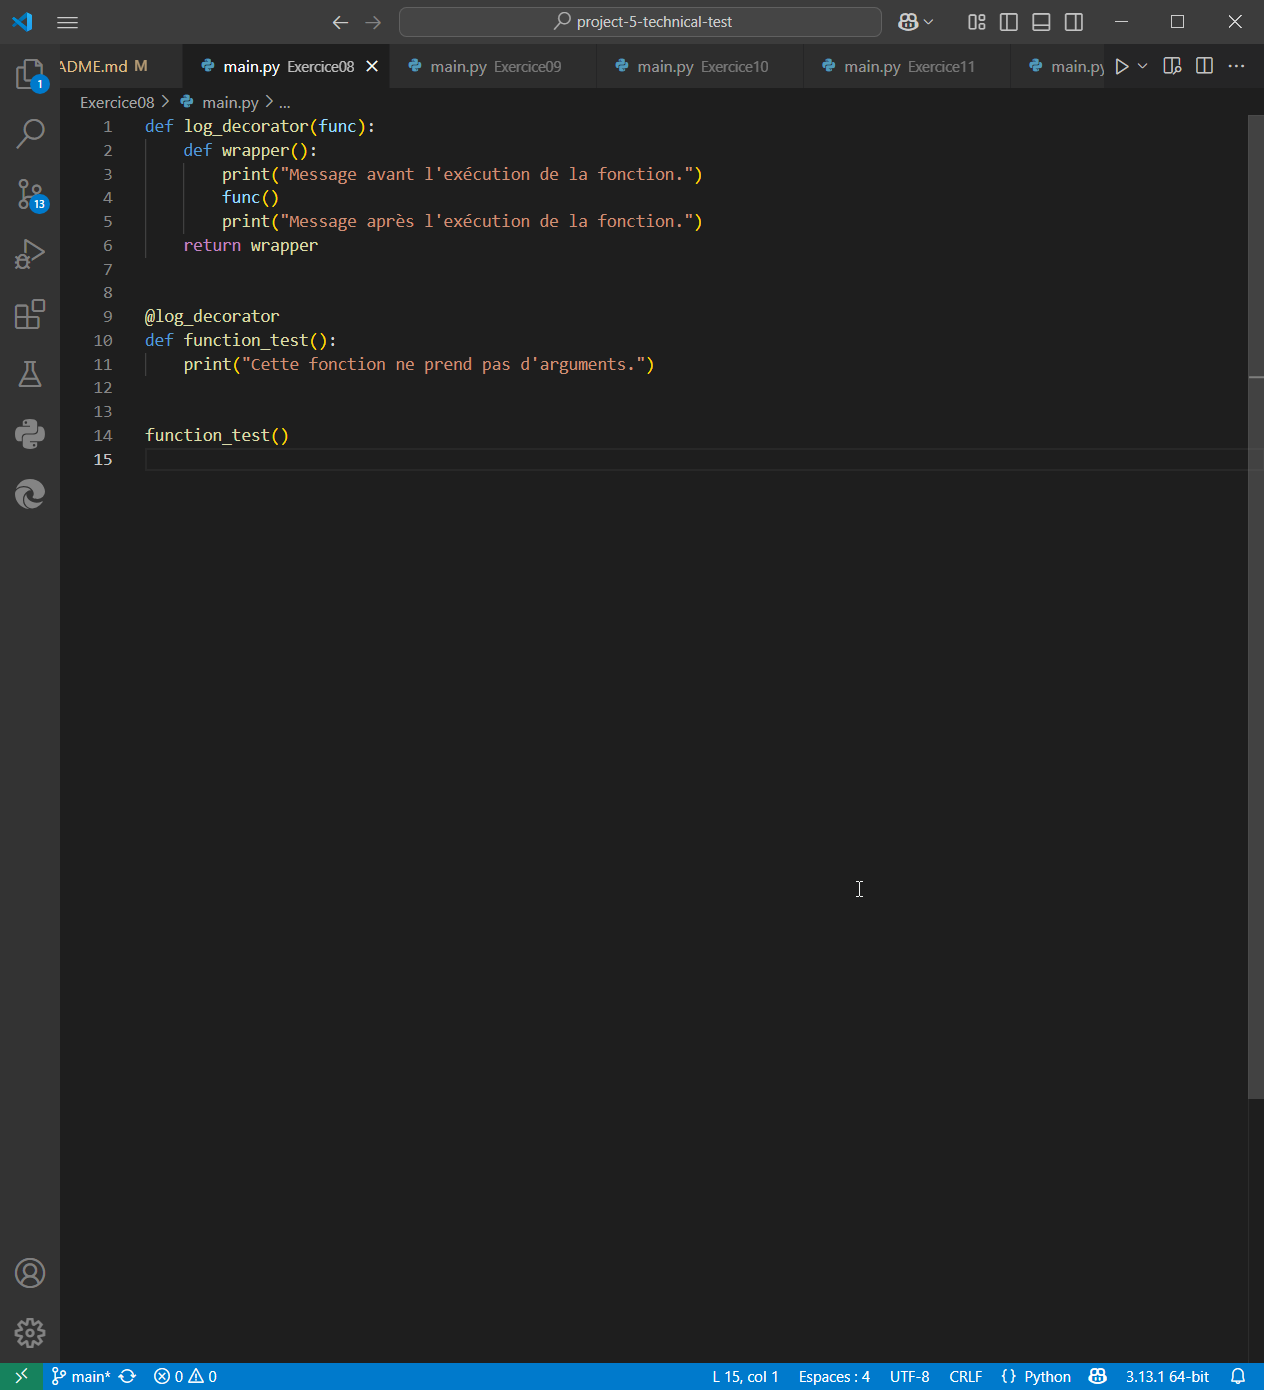 project-5-technical-test
ADME.md M
main.py Exercice08
main.py Exercice09
main.py Exercice10
main.py Exercice11
main.py
1
13
Exercice08 > main.py > ...
1 def log_decorator(func):
2 def wrapper():
3 print("Message avant l'exécution de la fonction.")
4 func()
5 print("Message après l'exécution de la fonction.")
6 return wrapper
7
8
9 @log_decorator
10 def function_test():
11 print("Cette fonction ne prend pas d'arguments.")
12
13
14 function_test()
15
main* 0 0 L 15, col 1 Espaces : 4 UTF-8 CRLF {} Python 3.13.1 64-bit